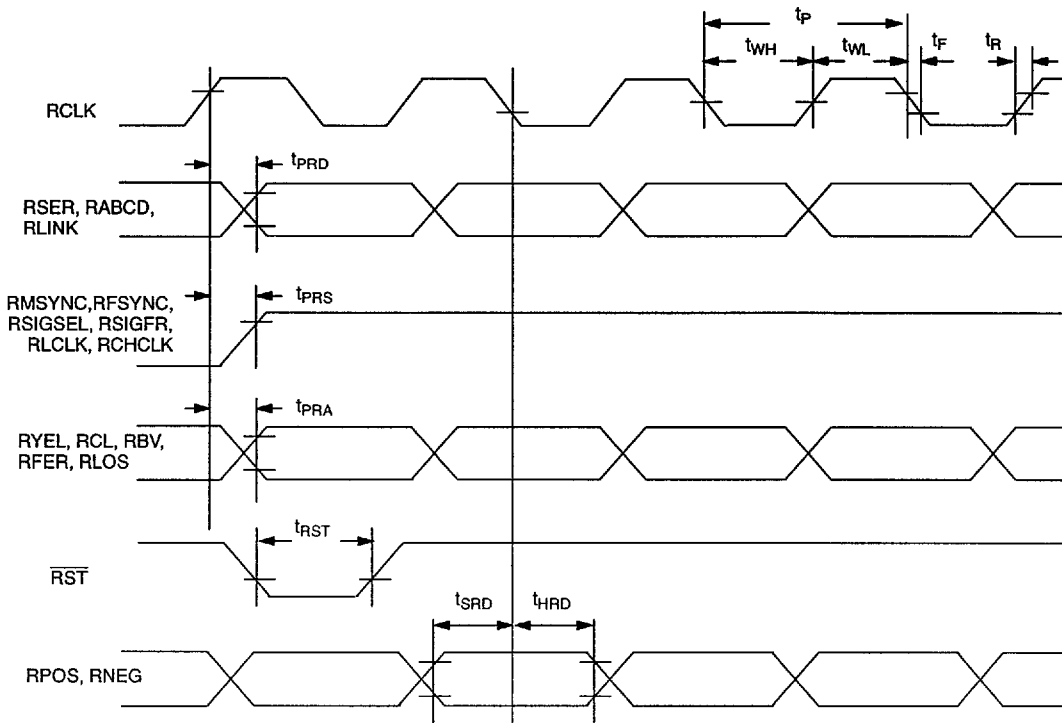 tP
tWH tWL tF tR
RCLK
tPRD
RSER, RABCD,
RLINK
tPRS
RMSYNC,RFSYNC,
RSIGSEL, RSIGFR,
RLCLK, RCHCLK
tPRA
RYEL, RCL, RBV,
RFER, RLOS
tRST
RST
tSRD tHRD
RPOS, RNEG